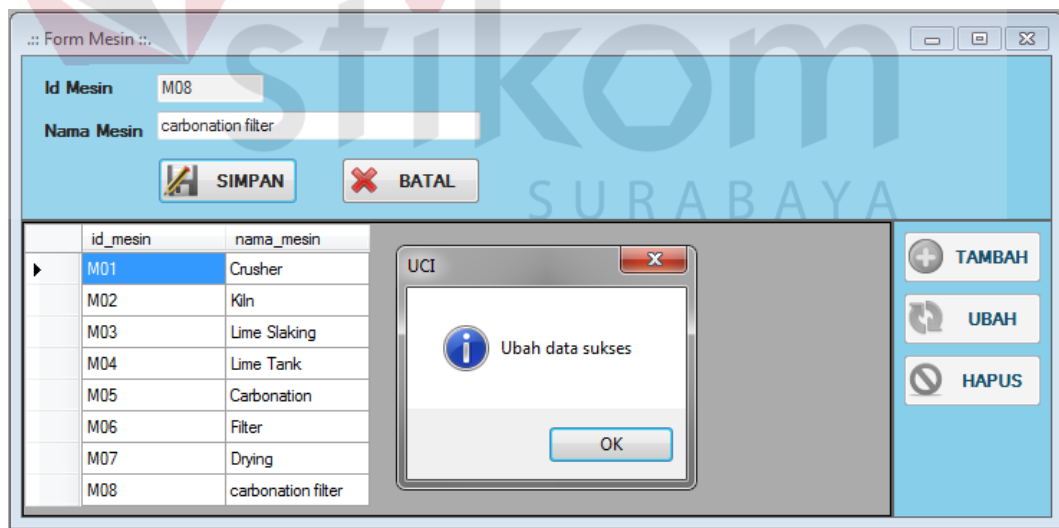 .:: Form Mesin ::.
Id Mesin M08
Nama Mesin carbonation filter
SIMPAN BATAL
stikom
SURABAYA
id_mesin nama_mesin
M01 Crusher
M02 Kiln
M03 Lime Slaking
M04 Lime Tank
M05 Carbonation
M06 Filter
M07 Drying
M08 carbonation filter
UCI
Ubah data sukses
OK
TAMBAH
UBAH
HAPUS